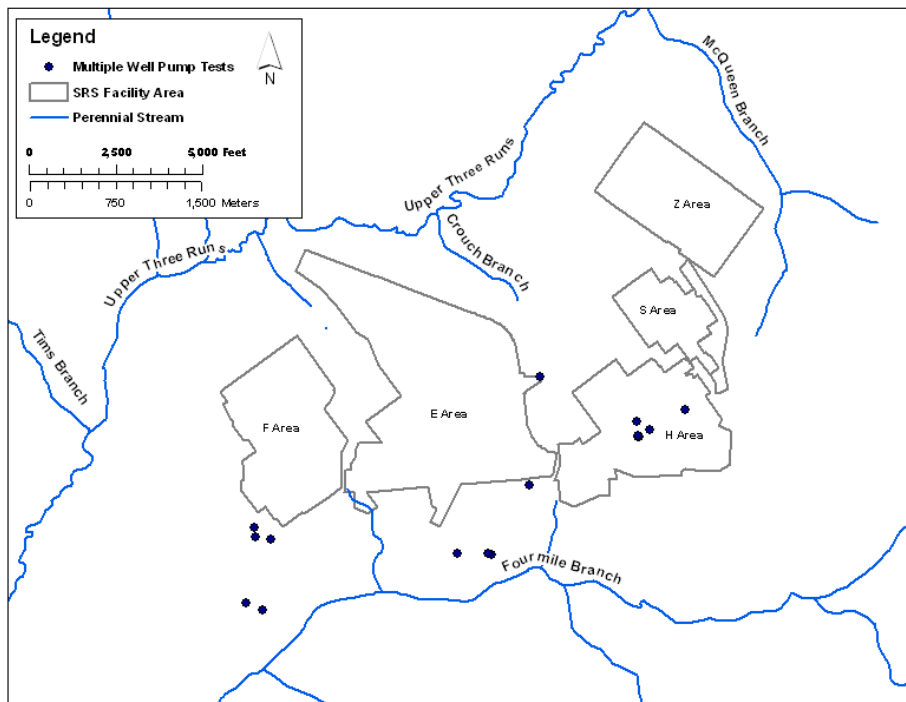 Legend
Multiple Well Pump Tests
N
SRS Facility Area
Perennial Stream
0 2,500 5,000 Feet
0 750 1,500 Meters
McQueen Branch
Upper Three Runs
Z Area
Crouch Branch
Upper Three Runs
S Area
Tims Branch
F Area
E Area
H Area
Fourmile Branch